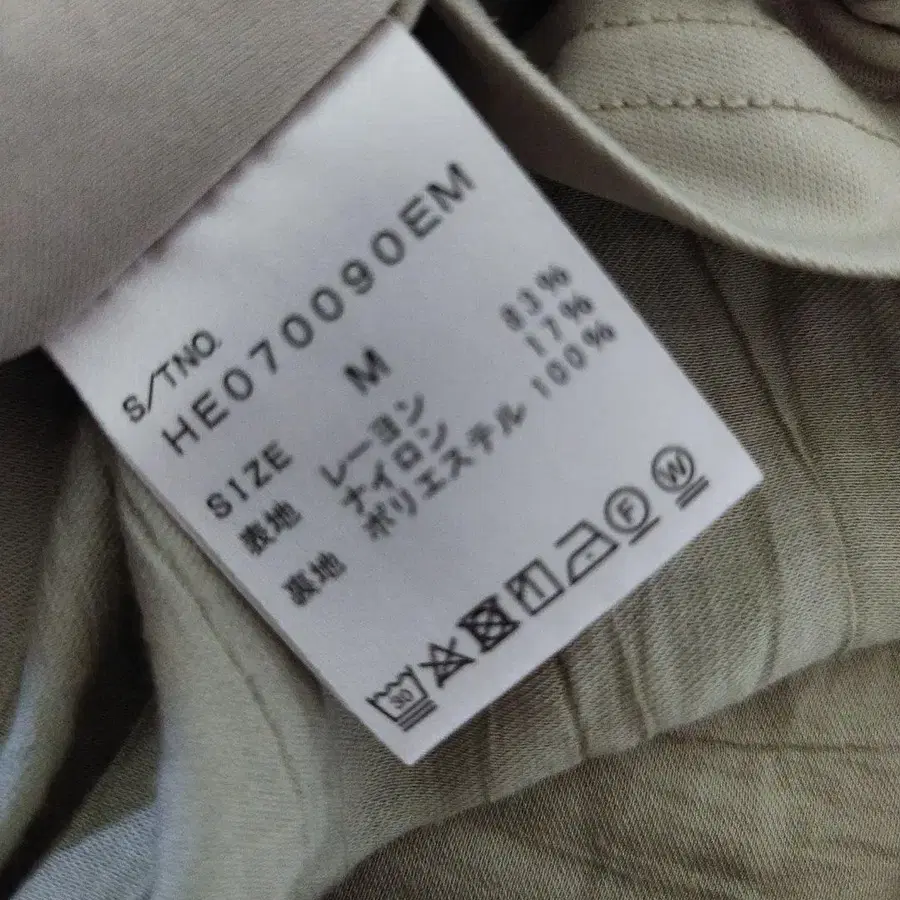 S/TNO.
HE070090EM
SIZE M
表地 レーヨン 83%
ナイロン 17%
裏地 ポリエステル 100%
30 F W